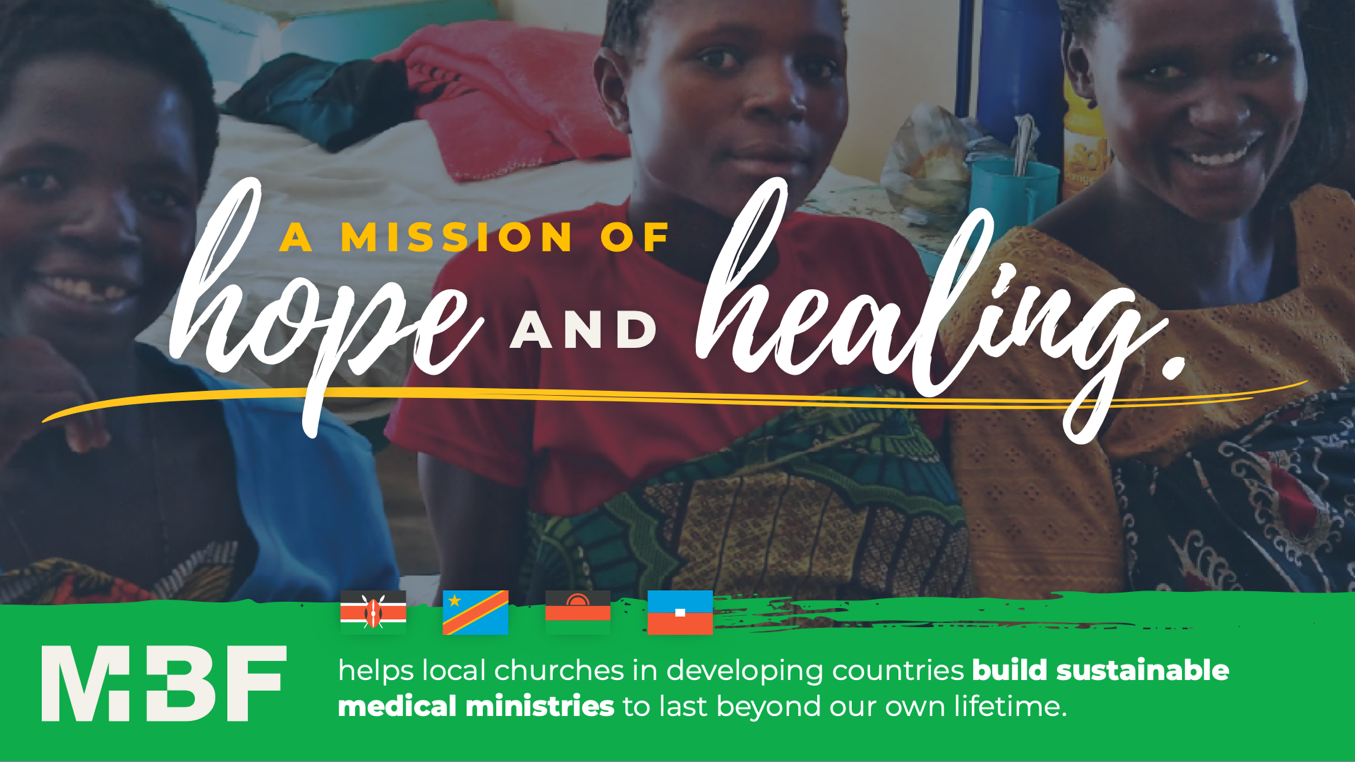 A MISSION OF
hope AND healing.
MBF
helps local churches in developing countries build sustainable
medical ministries to last beyond our own lifetime.